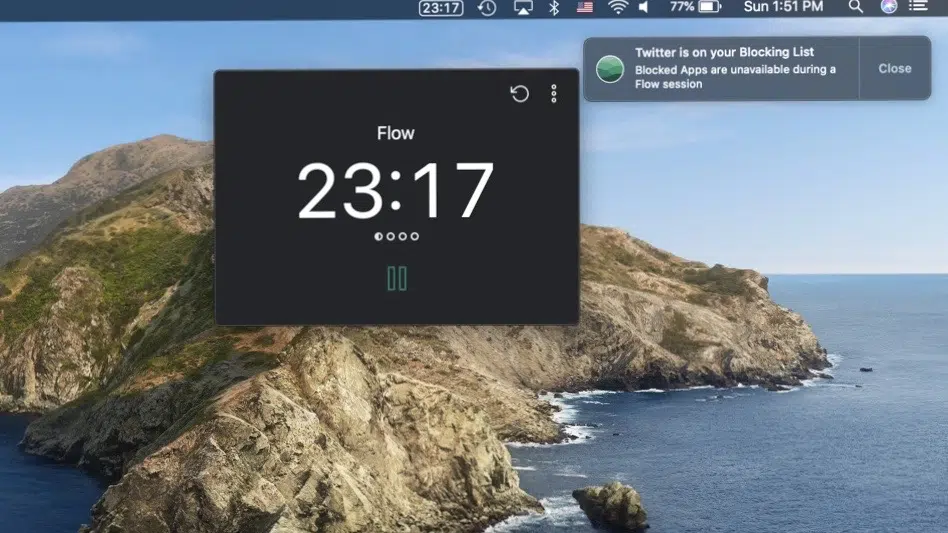 23:17
77%
Sun 1:51 PM
Twitter is on your Blocking List
Blocked Apps are unavailable during a
Flow session
Close
Flow
23:17